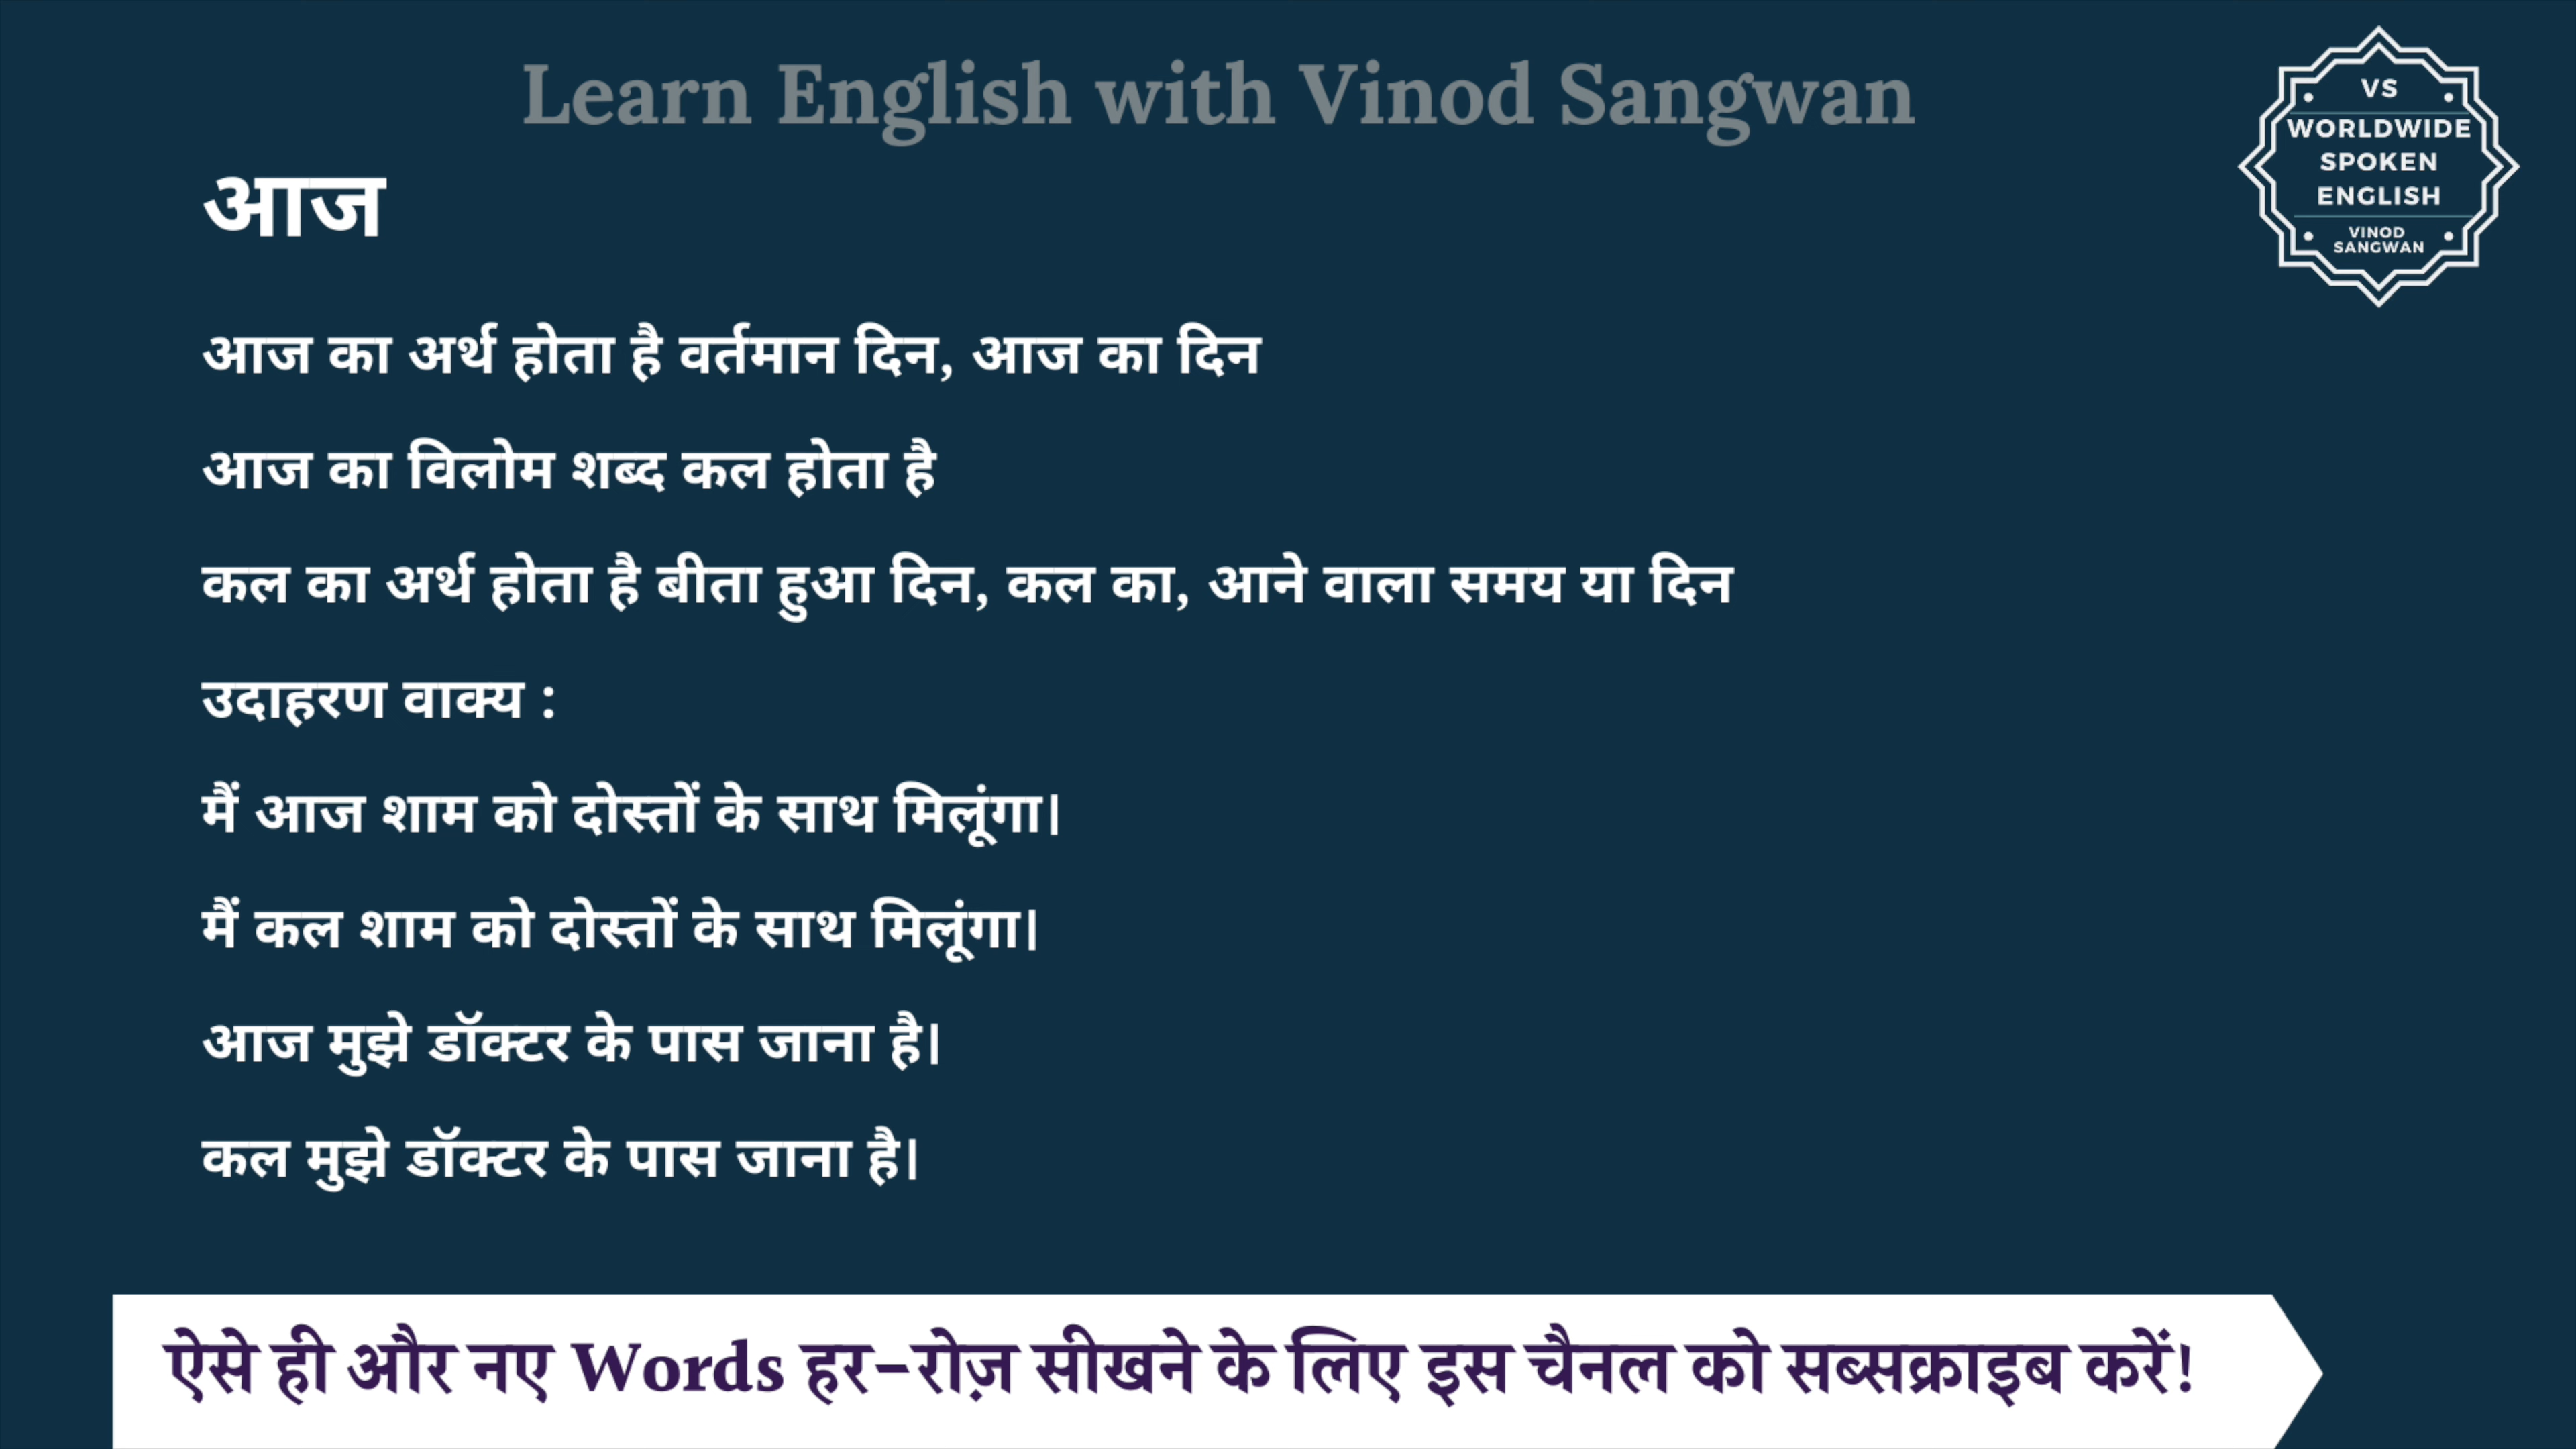 Learn English with Vinod Sangwan
VS
WORLDWIDE
SPOKEN
ENGLISH
VINOD
SANGWAN
आज
आज का अर्थ होता है वर्तमान दिन, आज का दिन
आज का विलोम शब्द कल होता है
कल का अर्थ होता है बीता हुआ दिन, कल का, आने वाला समय या दिन
उदाहरण वाक्य :
मैं आज शाम को दोस्तों के साथ मिलूंगा।
मैं कल शाम को दोस्तों के साथ मिलूंगा।
आज मुझे डॉक्टर के पास जाना है।
कल मुझे डॉक्टर के पास जाना है।
ऐसे ही और नए Words हर-रोज़ सीखने के लिए इस चैनल को सब्सक्राइब करें!